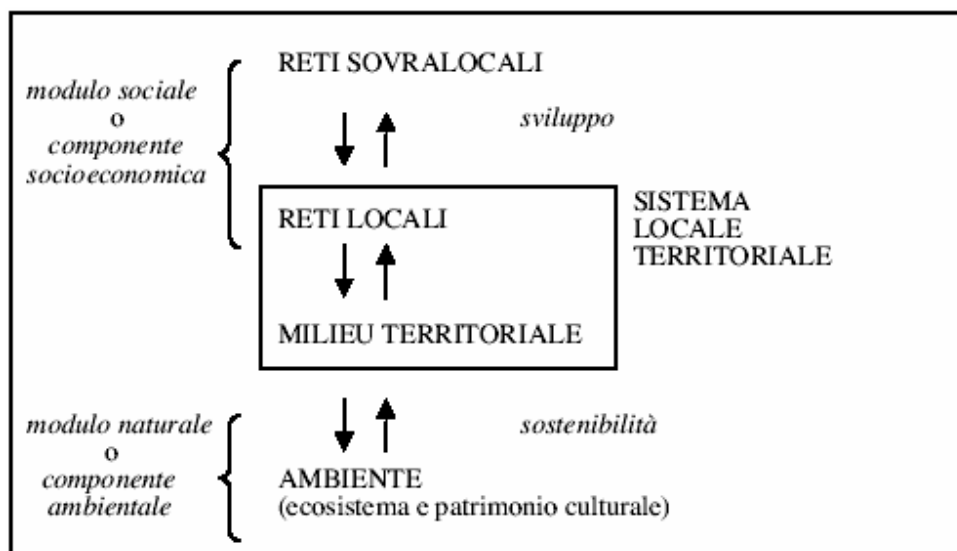 RETI SOVRALOCALI
modulo sociale
o
componente
socioeconomica
sviluppo
RETI LOCALI
SISTEMA
LOCALE
TERRITORIALE
MILIEU TERRITORIALE
modulo naturale
o
componente
ambientale
sostenibilità
AMBIENTE
(ecosistema e patrimonio culturale)